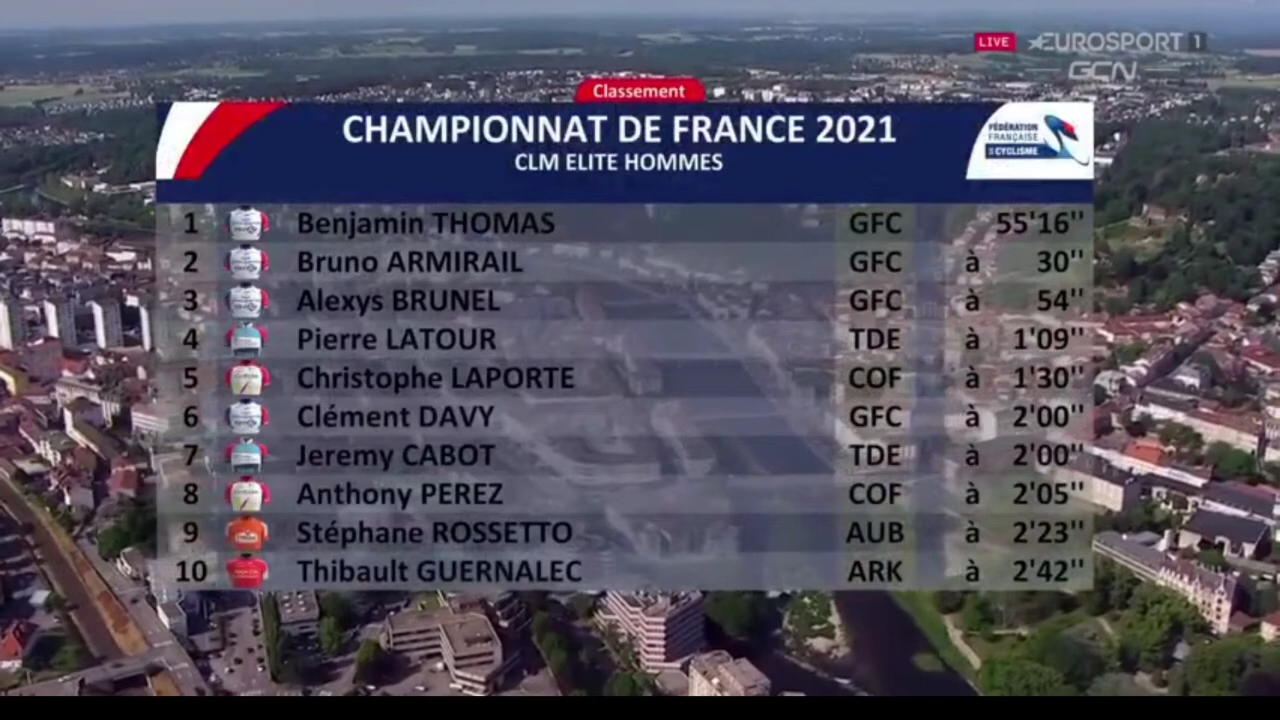 LIVE EUROSPORT 1
GCN
Classement
CHAMPIONNAT DE FRANCE 2021
CLM ELITE HOMMES
FÉDÉRATION
FRANÇAISE
DE CYCLISME
1 Benjamin THOMAS GFC 55'16''
2 Bruno ARMIRAIL GFC à 30''
3 Alexys BRUNEL GFC à 54''
4 Pierre LATOUR TDE à 1'09''
5 Christophe LAPORTE COF à 1'30''
6 Clément DAVY GFC à 2'00''
7 Jeremy CABOT TDE à 2'00''
8 Anthony PEREZ COF à 2'05''
9 Stéphane ROSSETTO AUB à 2'23''
10 Thibault GUERNALEC ARK à 2'42''